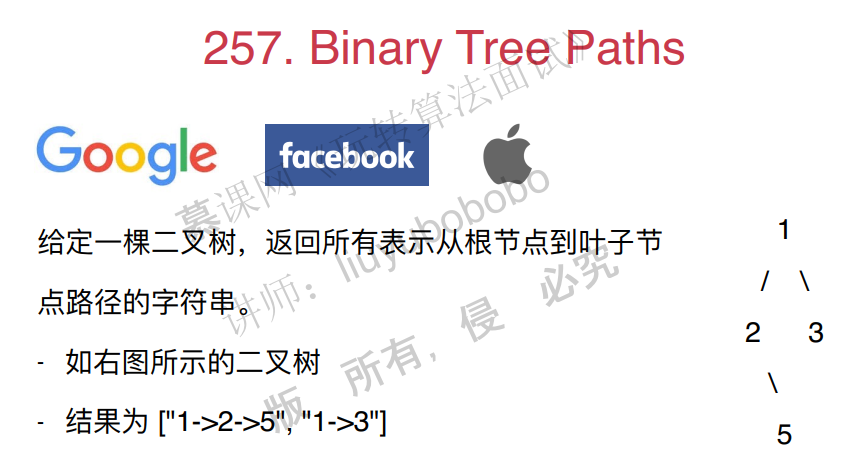 257. Binary Tree Paths
Google
facebook
慕课网《玩转算法面试》
讲师：liuyubobobo
版 所有，侵 必究
给定一棵二叉树，返回所有表示从根节点到叶子节
点路径的字符串。
- 如右图所示的二叉树
- 结果为 ["1->2->5", "1->3"]
1
/ \
2 3
\
5